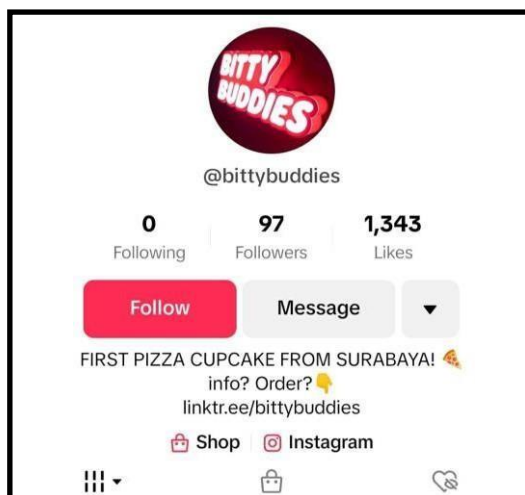 BITTY
BUDDIES
@bittybuddies
0 97 1,343
Following Followers Likes
Follow Message
FIRST PIZZA CUPCAKE FROM SURABAYA! 🍕
info? Order?👇
linktr.ee/bittybuddies
Shop Instagram